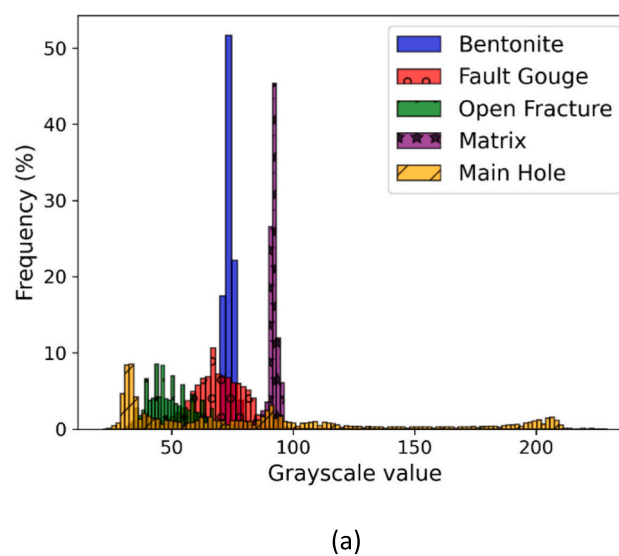 50
40
30
20
10
0
Frequency (%)
Bentonite
Fault Gouge
Open Fracture
Matrix
Main Hole
50 100 150 200
Grayscale value
(a)